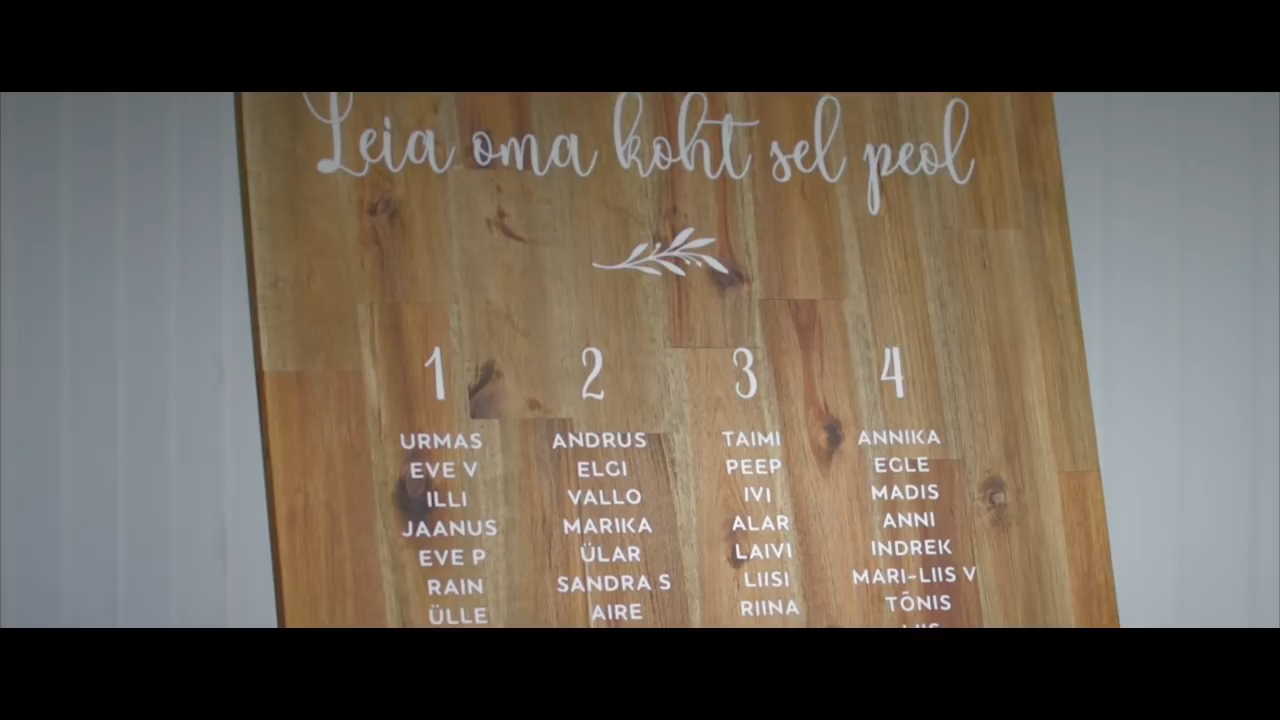 Leia oma koht sel peol
1
URMAS
EVE V
ILLI
JAANUS
EVE P
RAIN
ÜLLE
2
ANDRUS
ELGI
VALLO
MARIKA
ÜLAR
SANDRA S
AIRE
3
TAIMI
PEEP
IVI
ALAR
LAIVI
LIISI
RIINA
4
ANNIKA
EGLE
MADIS
ANNI
INDREK
MARI-LIIS V
TÕNIS